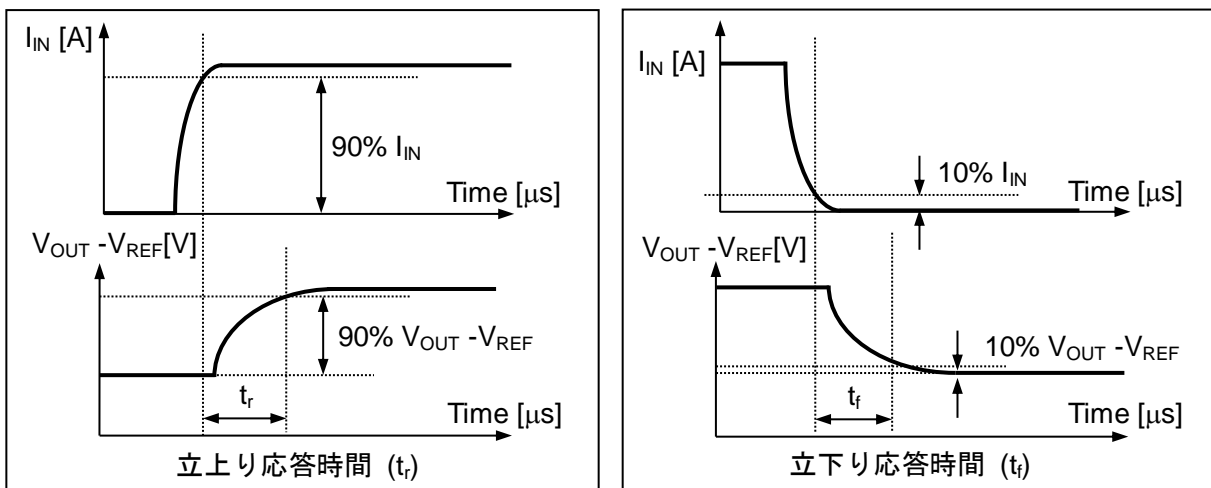 I_IN [A]
90% I_IN
Time [μs]
V_OUT -V_REF[V]
90% V_OUT -V_REF
t_r
Time [μs]
立上り応答時間 (t_r)
I_IN [A]
10% I_IN
Time [μs]
V_OUT -V_REF[V]
10% V_OUT -V_REF
t_f
Time [μs]
立下り応答時間 (t_f)